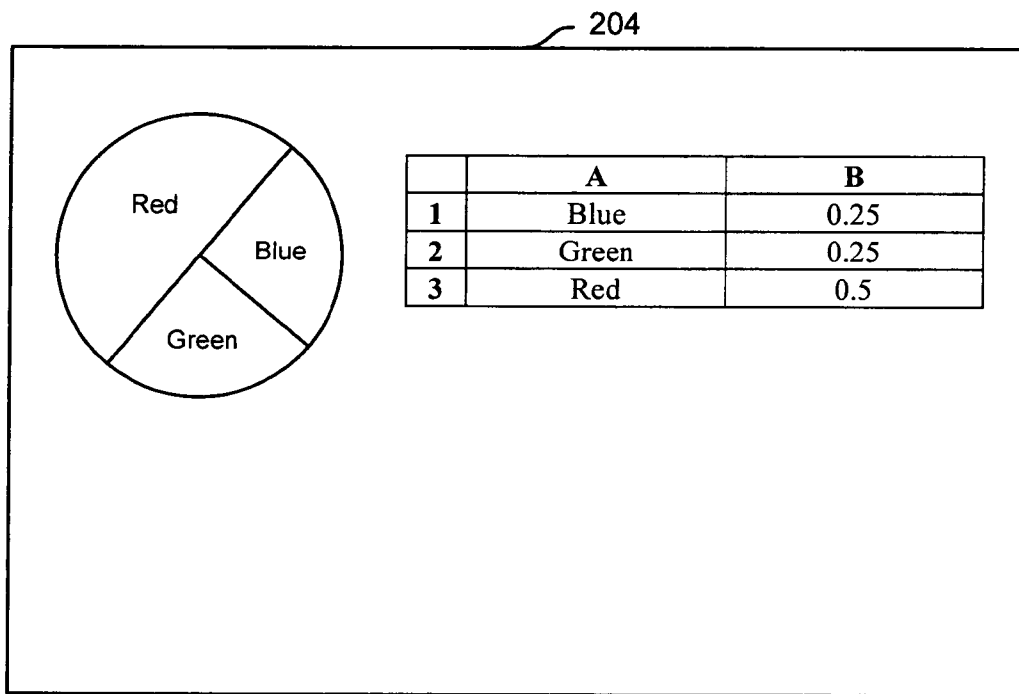 204
Red
Blue
Green
A B
1 Blue 0.25
2 Green 0.25
3 Red 0.5